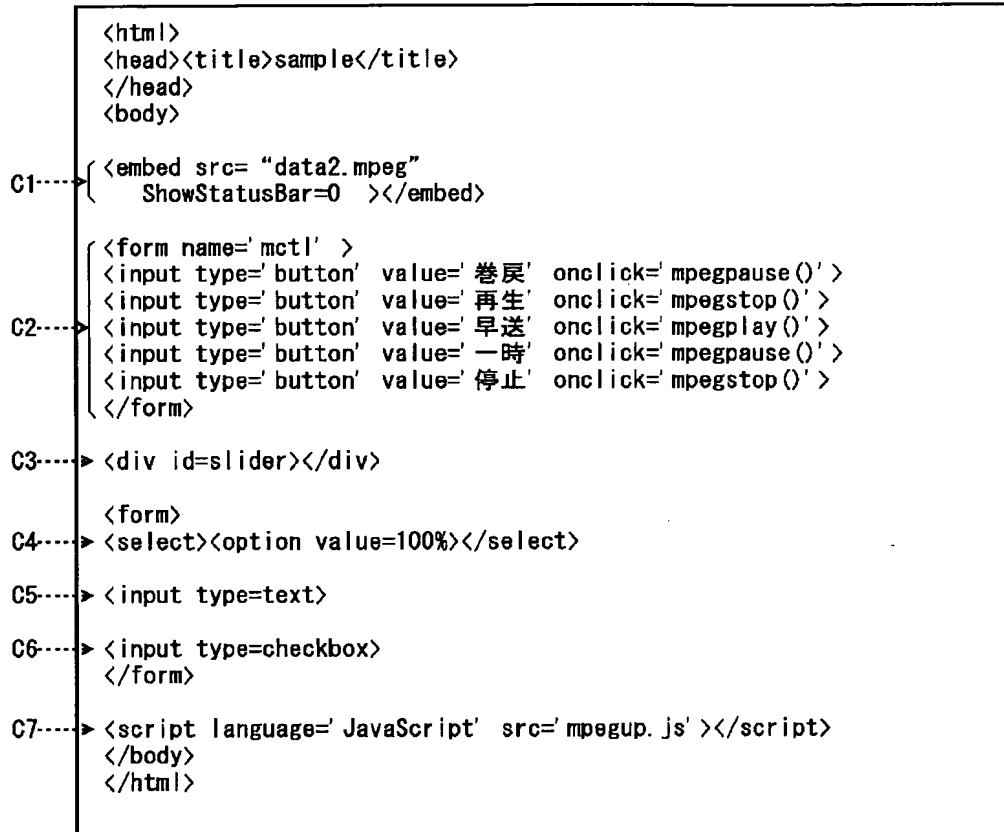 <html>
<head><title>sample</title>
</head>
<body>
C1 <embed src= “data2.mpeg”
ShowStatusBar=0 ></embed>
<form name='mctl' >
<input type='button' value='巻戻' onclick='mpegpause()'>
<input type='button' value='再生' onclick='mpegstop()'>
C2 <input type='button' value='早送' onclick='mpegplay()'>
<input type='button' value='一時' onclick='mpegpause()'>
<input type='button' value='停止' onclick='mpegstop()'>
</form>
C3 <div id=slider></div>
<form>
C4 <select><option value=100%></select>
C5 <input type=text>
C6 <input type=checkbox>
</form>
C7 <script language='JavaScript' src='mpegup.js'></script>
</body>
</html>